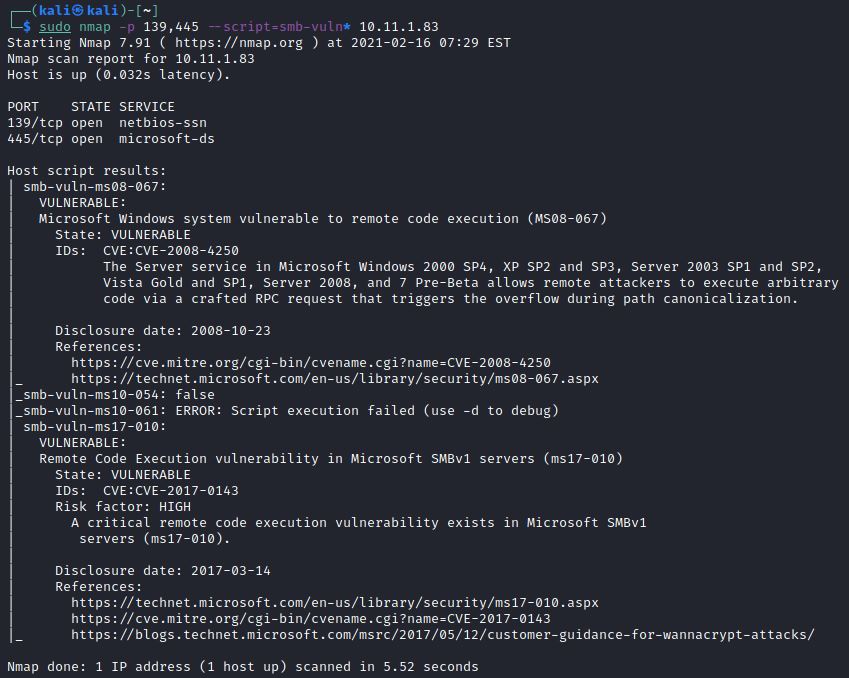 ┌──(kali㉿kali)-[~]
└─$ sudo nmap -p 139,445 --script=smb-vuln* 10.11.1.83
Starting Nmap 7.91 ( https://nmap.org ) at 2021-02-16 07:29 EST
Nmap scan report for 10.11.1.83
Host is up (0.032s latency).

PORT    STATE SERVICE
139/tcp open  netbios-ssn
445/tcp open  microsoft-ds

Host script results:
| smb-vuln-ms08-067:
|   VULNERABLE:
|   Microsoft Windows system vulnerable to remote code execution (MS08-067)
|     State: VULNERABLE
|     IDs:  CVE:CVE-2008-4250
|           The Server service in Microsoft Windows 2000 SP4, XP SP2 and SP3, Server 2003 SP1 and SP2,
|           Vista Gold and SP1, Server 2008, and 7 Pre-Beta allows remote attackers to execute arbitrary
|           code via a crafted RPC request that triggers the overflow during path canonicalization.
|
|     Disclosure date: 2008-10-23
|     References:
|       https://cve.mitre.org/cgi-bin/cvename.cgi?name=CVE-2008-4250
|_      https://technet.microsoft.com/en-us/library/security/ms08-067.aspx
|_smb-vuln-ms10-054: false
|_smb-vuln-ms10-061: ERROR: Script execution failed (use -d to debug)
| smb-vuln-ms17-010:
|   VULNERABLE:
|   Remote Code Execution vulnerability in Microsoft SMBv1 servers (ms17-010)
|     State: VULNERABLE
|     IDs:  CVE:CVE-2017-0143
|     Risk factor: HIGH
|       A critical remote code execution vulnerability exists in Microsoft SMBv1
|        servers (ms17-010).
|
|     Disclosure date: 2017-03-14
|     References:
|       https://technet.microsoft.com/en-us/library/security/ms17-010.aspx
|       https://cve.mitre.org/cgi-bin/cvename.cgi?name=CVE-2017-0143
|_      https://blogs.technet.microsoft.com/msrc/2017/05/12/customer-guidance-for-wannacrypt-attacks/

Nmap done: 1 IP address (1 host up) scanned in 5.52 seconds